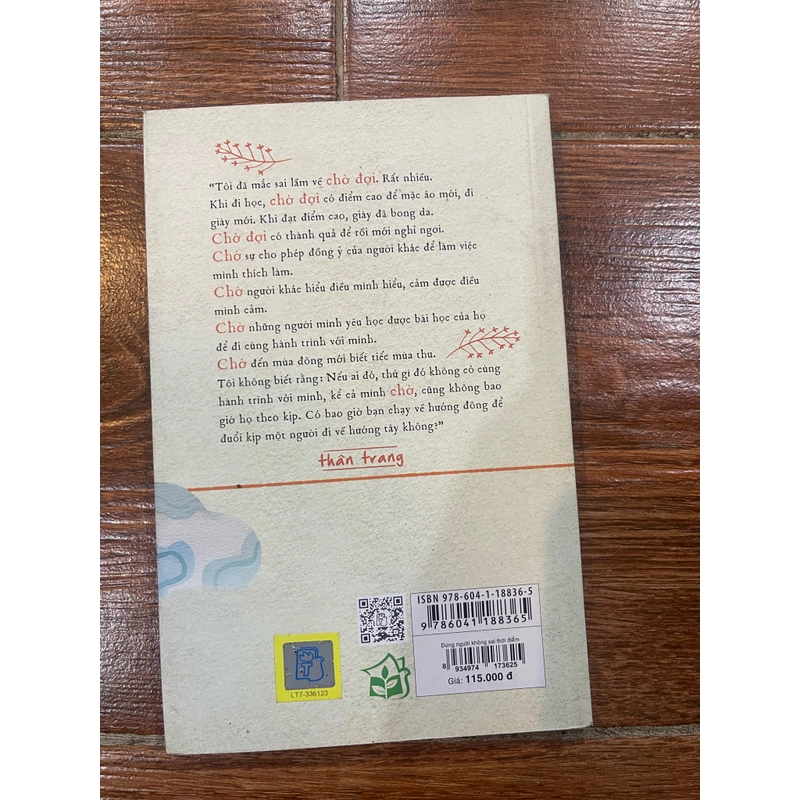 “Tôi đã mắc sai lầm về chờ đợi. Rất nhiều.
Khi đi học, chờ đợi có điểm cao để mặc áo mới, đi
giày mới. Khi đạt điểm cao, giày đã bong da.
Chờ đợi có thành quả để rồi mới nghỉ ngơi.
Chờ sự cho phép đồng ý của người khác để làm việc
mình thích làm.
Chờ người khác hiểu điều mình hiểu, cảm được điều
mình cảm.
Chờ những người mình yêu học được bài học của họ
để đi cùng hành trình với mình.
Chờ đến mùa đông mới biết tiếc mùa thu.
Tôi không biết rằng: Nếu ai đó, thứ gì đó không có cùng
hành trình với mình, kể cả mình chờ, cũng không bao
giờ họ theo kịp. Có bao giờ bạn chạy về hướng đông để
đuổi kịp một người đi về hướng tây không?”
thân trang
ISBN 978-604-1-18836-5
9 786041 188365
Đúng người không sai thời điểm
8 934974 173625
Giá: 115.000 đ
LT7-336123